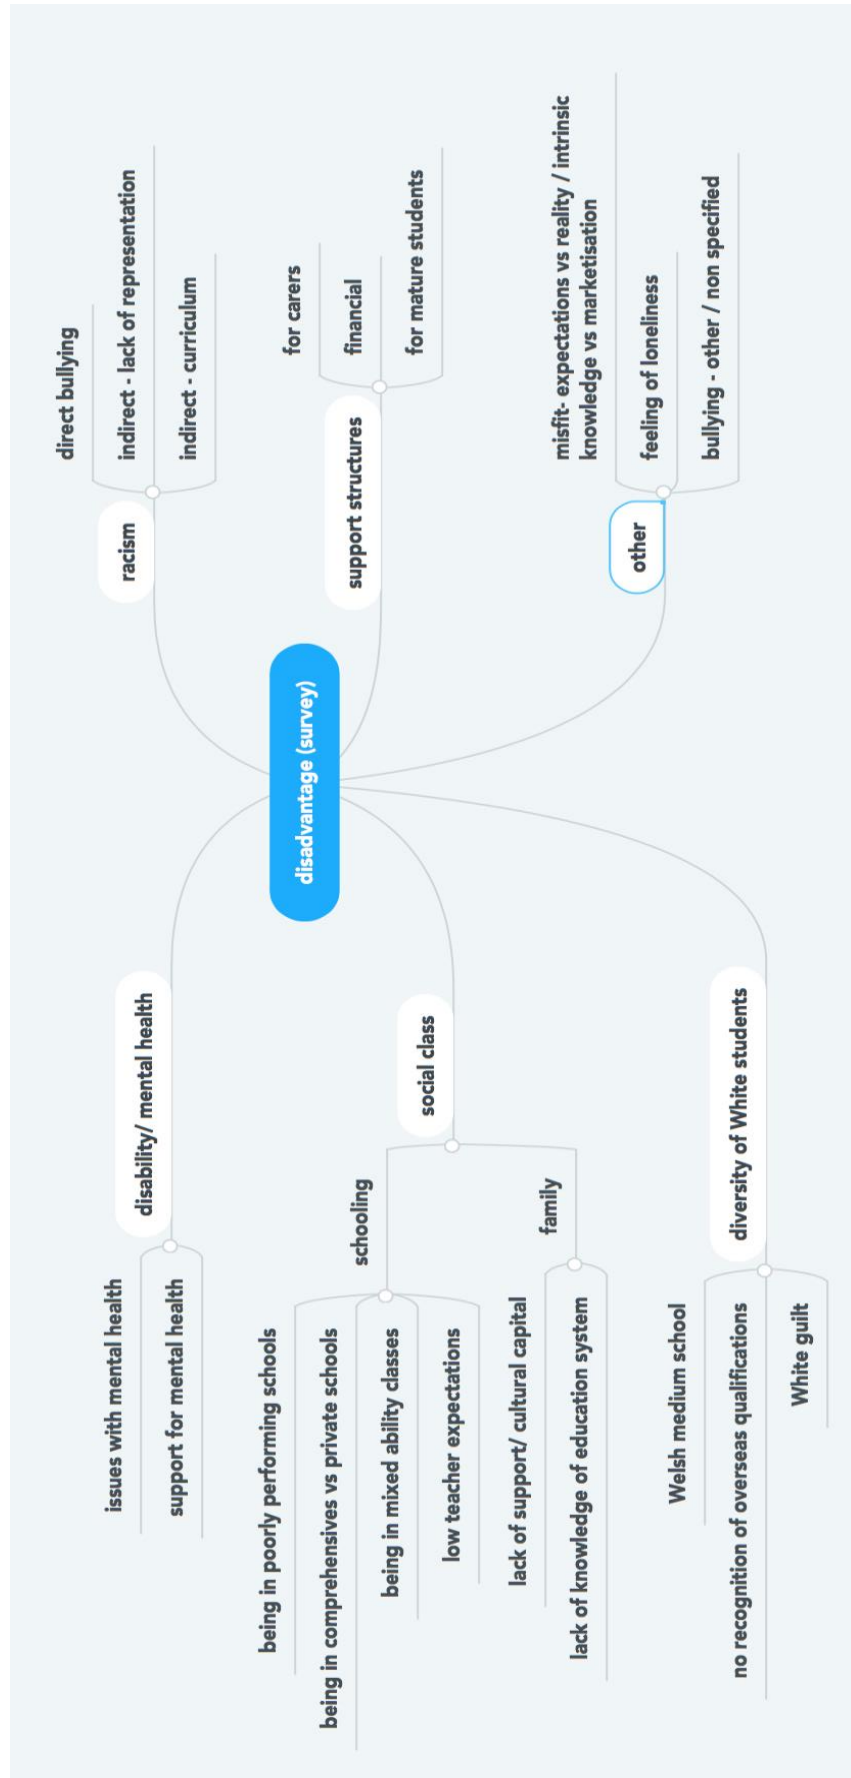 disadvantage (survey)
disability/ mental health
issues with mental health
support for mental health
social class
schooling
being in poorly performing schools
being in comprehensives vs private schools
being in mixed ability classes
low teacher expectations
family
lack of support/ cultural capital
lack of knowledge of education system
diversity of White students
Welsh medium school
no recognition of overseas qualifications
White guilt
racism
direct bullying
indirect - lack of representation
indirect - curriculum
support structures
for carers
financial
for mature students
other
misfit- expectations vs reality / intrinsic
knowledge vs marketisation
feeling of loneliness
bullying - other / non specified